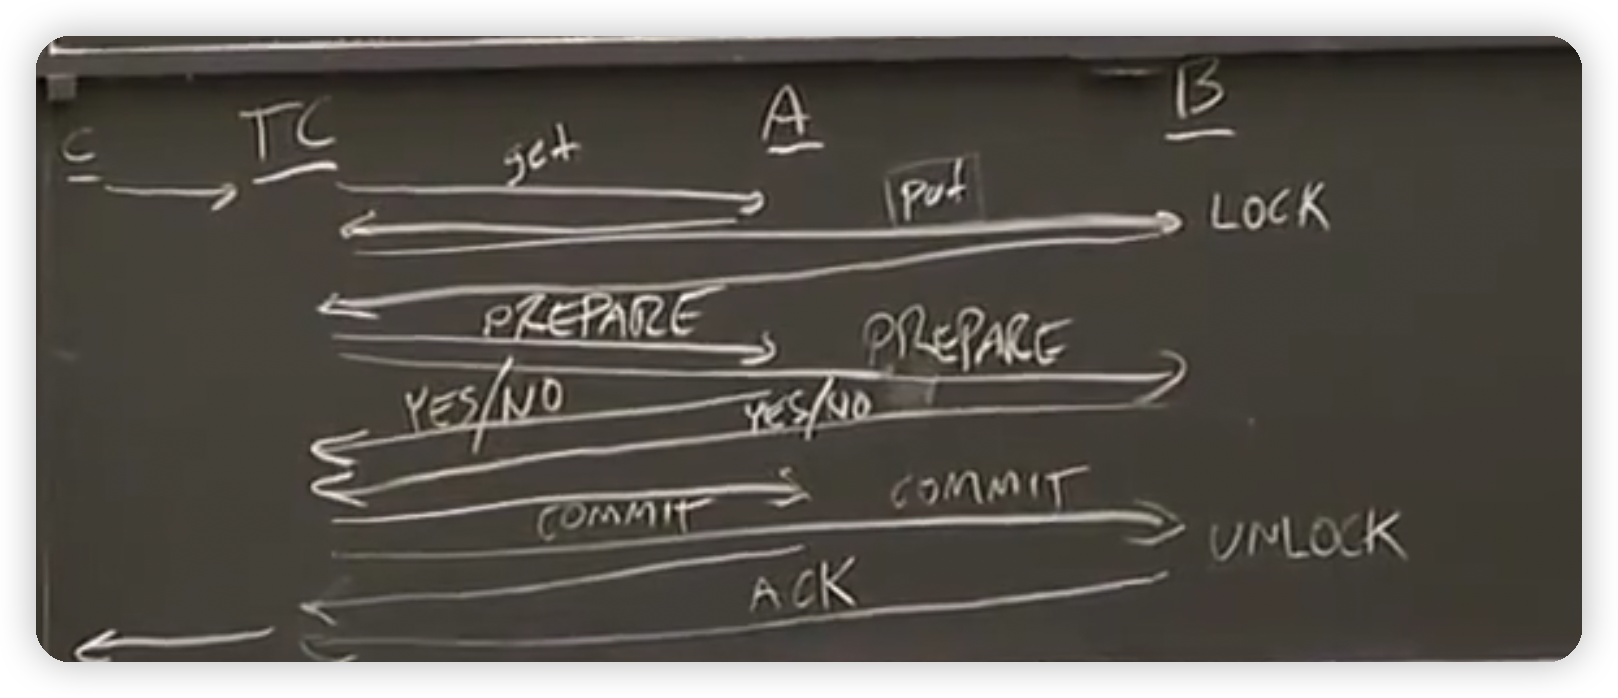 C TC A B
get
put LOCK
PREPARE PREPARE
YES/NO YES/NO
COMMIT COMMIT
UNLOCK
ACK